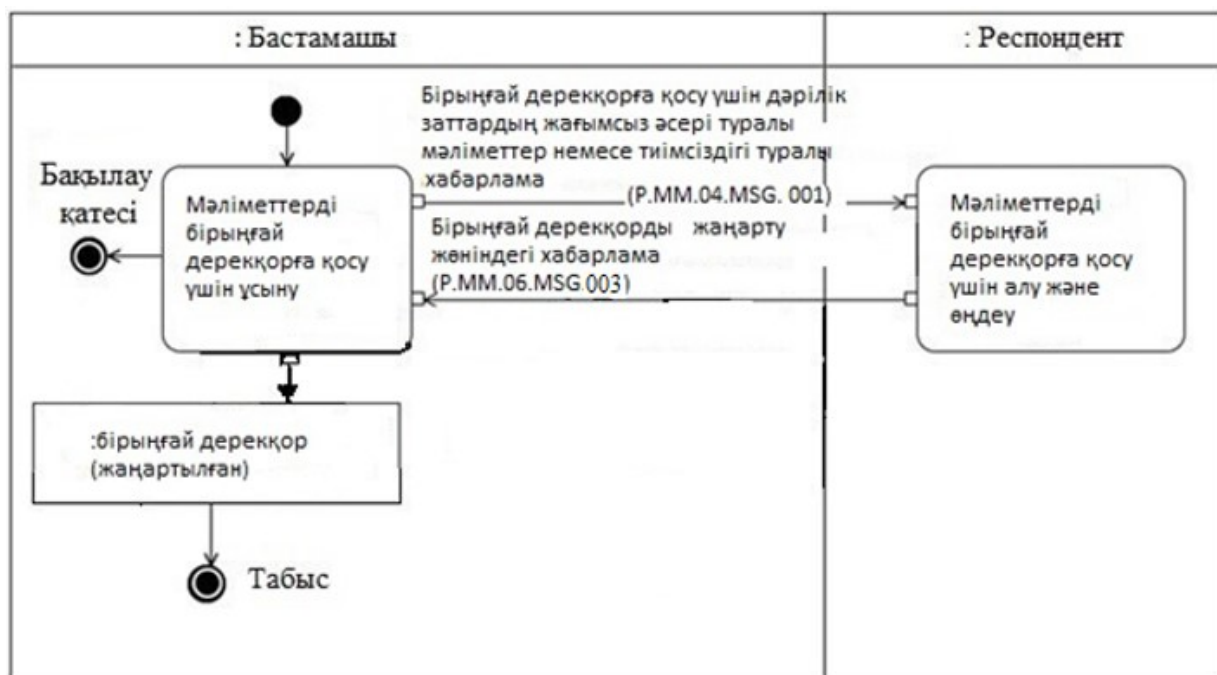 : Бастамашы
: Респондент
Бірыңғай дерекқорға қосу үшін дәрілік
заттардың жағымсыз әсері туралы
мәліметтер немесе тиімсіздігі туралы
хабарлама
(P.MM.04.MSG. 001)
Бақылау
қатесі
Мәліметтерді
бірыңғай
дерекқорға қосу
үшін ұсыну
Бірыңғай дерекқорды жаңарту
жөніндегі хабарлама
(P.MM.06.MSG.003)
Мәліметтерді
бірыңғай
дерекқорға қосу
үшін алу және
өңдеу
:бірыңғай дерекқор
(жаңартылған)
Табыс